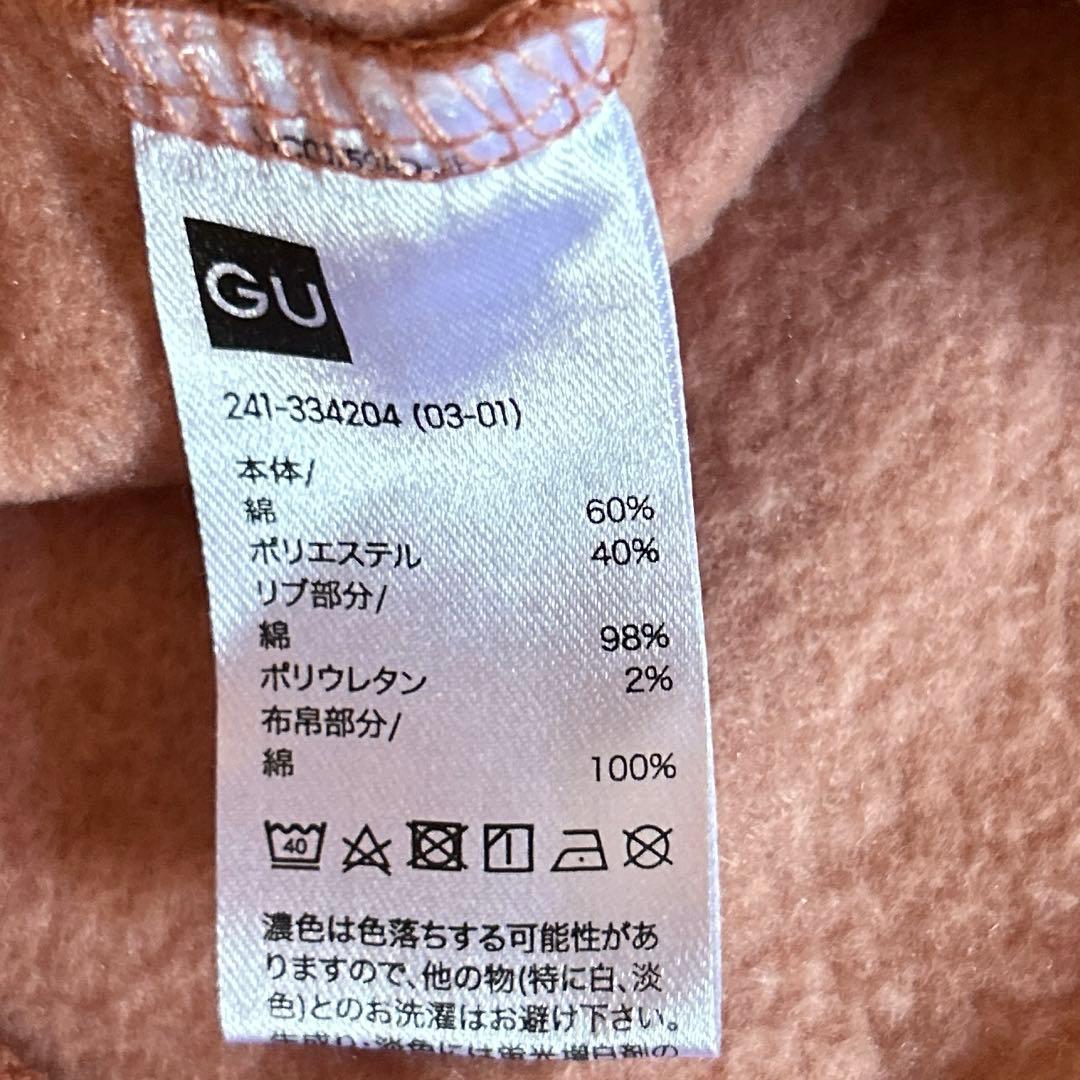 GU
241-334204 (03-01)
本体/
綿 60%
ポリエステル 40%
リブ部分/
綿 98%
ポリウレタン 2%
布帛部分/
綿 100%
40
濃色は色落ちする可能性があ
りますので、他の物(特に白、淡
色)とのお洗濯はお避け下さい。